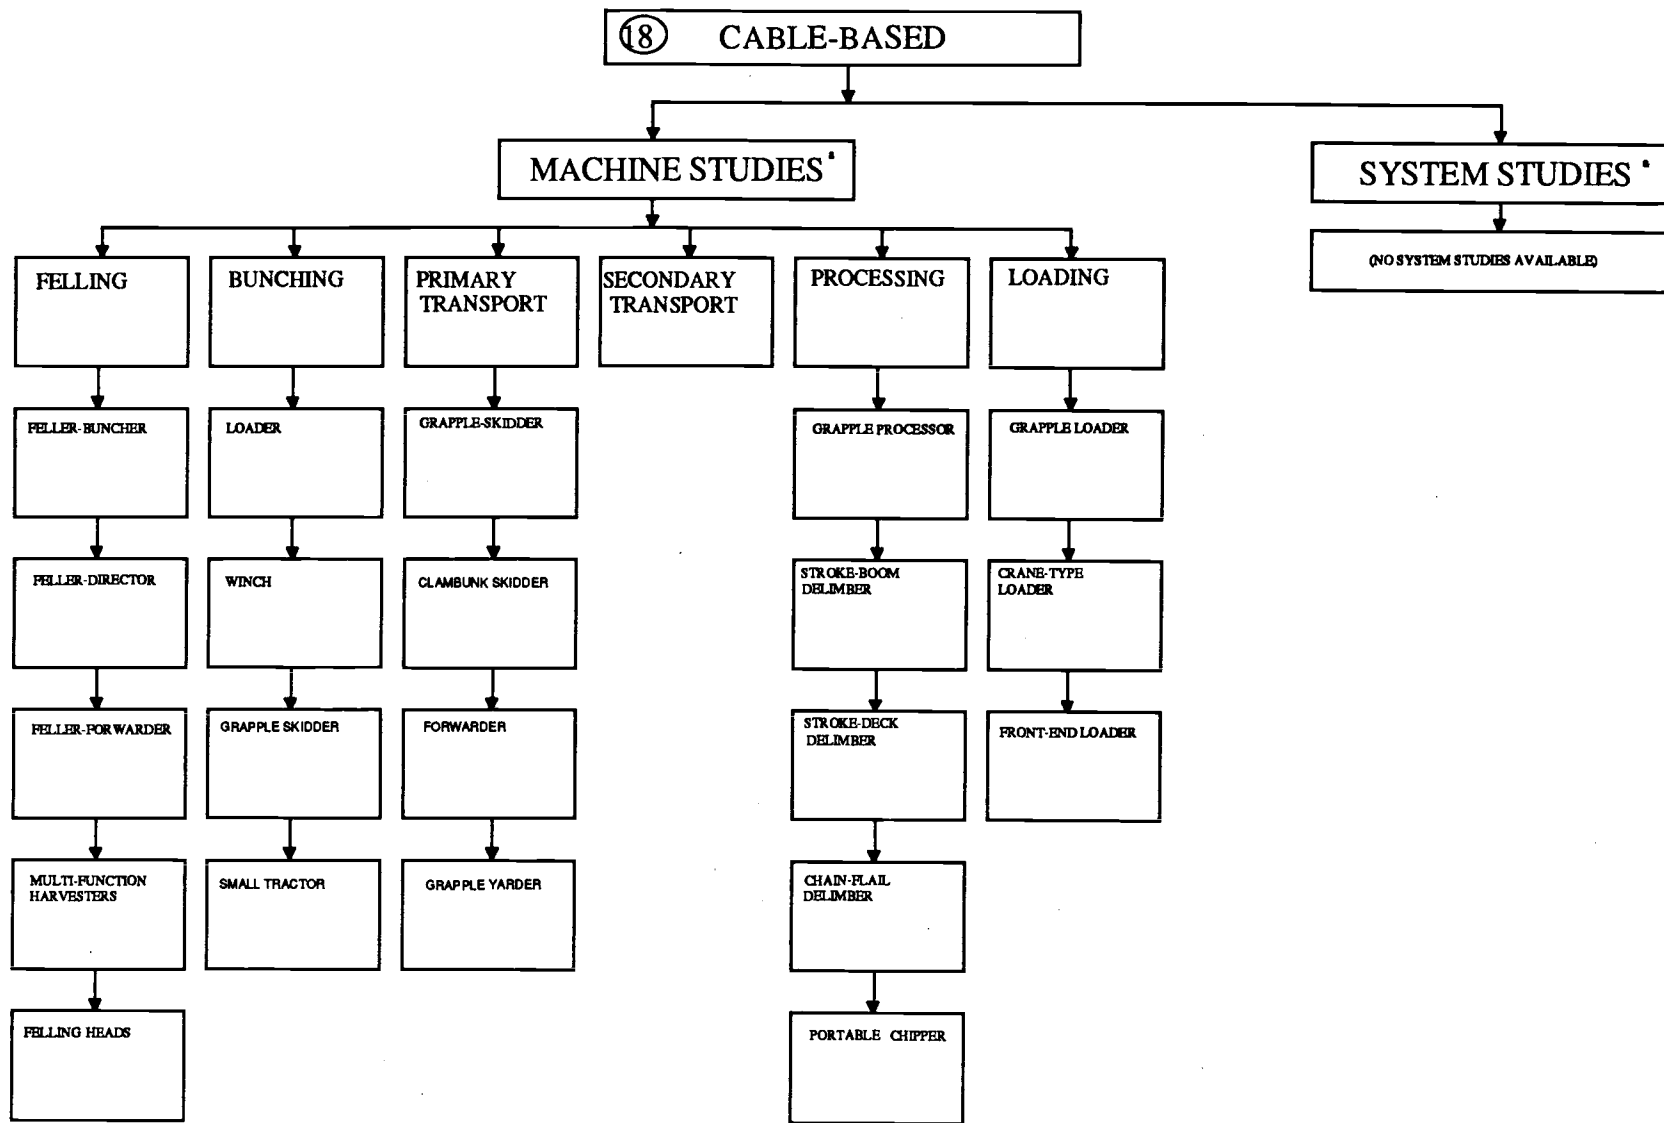 18 CABLE-BASED
MACHINE STUDIES a
SYSTEM STUDIES a
(NO SYSTEM STUDIES AVAILABLE)
FELLING
BUNCHING
PRIMARY
TRANSPORT
SECONDARY
TRANSPORT
PROCESSING
LOADING
FELLER-BUNCHER
LOADER
GRAPPLE-SKIDDER
GRAPPLE PROCESSOR
GRAPPLE LOADER
FELLER-DIRECTOR
WINCH
CLAMBUNK SKIDDER
STROKE-BOOM
DELIMBER
CRANE-TYPE
LOADER
FELLER-FORWARDER
GRAPPLE SKIDDER
FORWARDER
STROKE-DECK
DELIMBER
FRONT-END LOADER
MULTI-FUNCTION
HARVESTERS
SMALL TRACTOR
GRAPPLE YARDER
CHAIN-FLAIL
DELIMBER
FELLING HEADS
PORTABLE CHIPPER